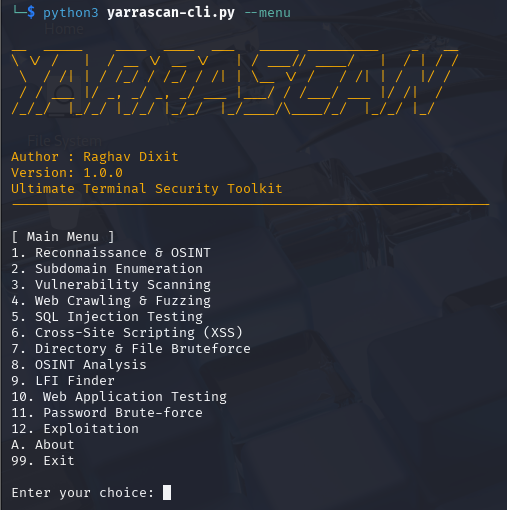 └─$ python3 yarrascan-cli.py --menu
Author : Raghav Dixit
Version: 1.0.0
Ultimate Terminal Security Toolkit
[ Main Menu ]
1. Reconnaissance & OSINT
2. Subdomain Enumeration
3. Vulnerability Scanning
4. Web Crawling & Fuzzing
5. SQL Injection Testing
6. Cross-Site Scripting (XSS)
7. Directory & File Bruteforce
8. OSINT Analysis
9. LFI Finder
10. Web Application Testing
11. Password Brute-force
12. Exploitation
A. About
99. Exit
Enter your choice: